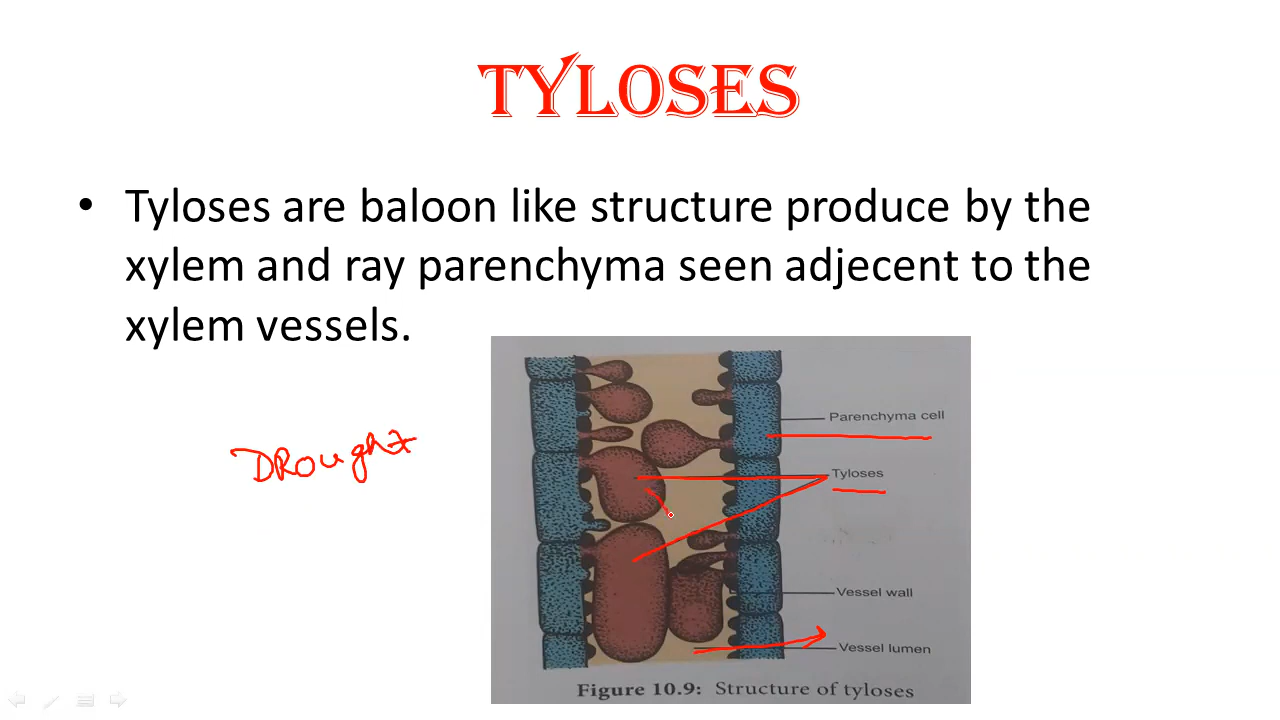 TYLOSES
• Tyloses are baloon like structure produce by the
xylem and ray parenchyma seen adjecent to the
xylem vessels.
DRought
Parenchyma cell
Tyloses
Vessel wall
Vessel lumen
Figure 10.9: Structure of tyloses